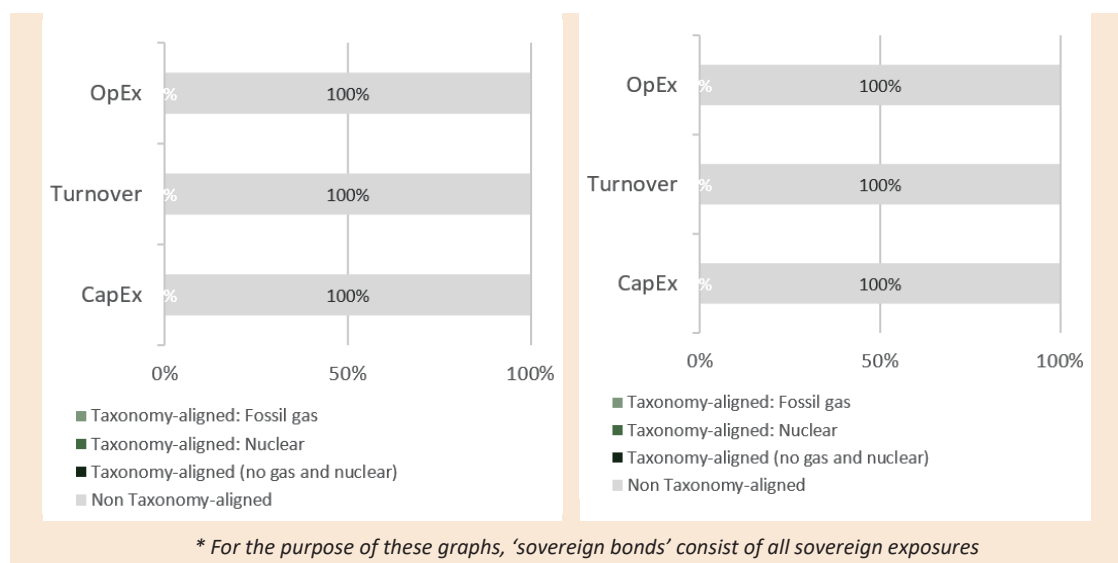 OpEx
%
100%
Turnover
%
100%
CapEx
%
100%
0%
50%
100%
Taxonomy-aligned: Fossil gas
Taxonomy-aligned: Nuclear
Taxonomy-aligned (no gas and nuclear)
Non Taxonomy-aligned
OpEx
%
100%
Turnover
%
100%
CapEx
%
100%
0%
50%
100%
Taxonomy-aligned: Fossil gas
Taxonomy-aligned: Nuclear
Taxonomy-aligned (no gas and nuclear)
Non Taxonomy-aligned
* For the purpose of these graphs, ‘sovereign bonds’ consist of all sovereign exposures